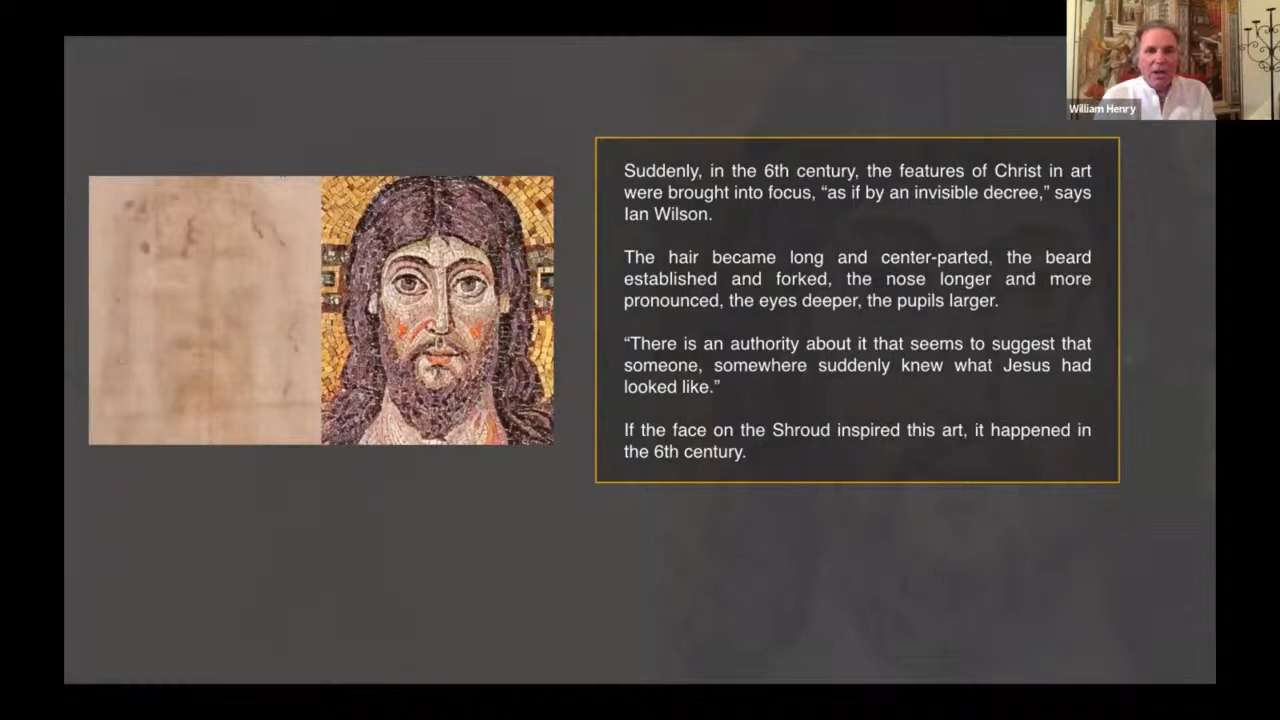 William Henry
Suddenly, in the 6th century, the features of Christ in art
were brought into focus, “as if by an invisible decree,” says
Ian Wilson.
The hair became long and center-parted, the beard
established and forked, the nose longer and more
pronounced, the eyes deeper, the pupils larger.
“There is an authority about it that seems to suggest that
someone, somewhere suddenly knew what Jesus had
looked like.”
If the face on the Shroud inspired this art, it happened in
the 6th century.